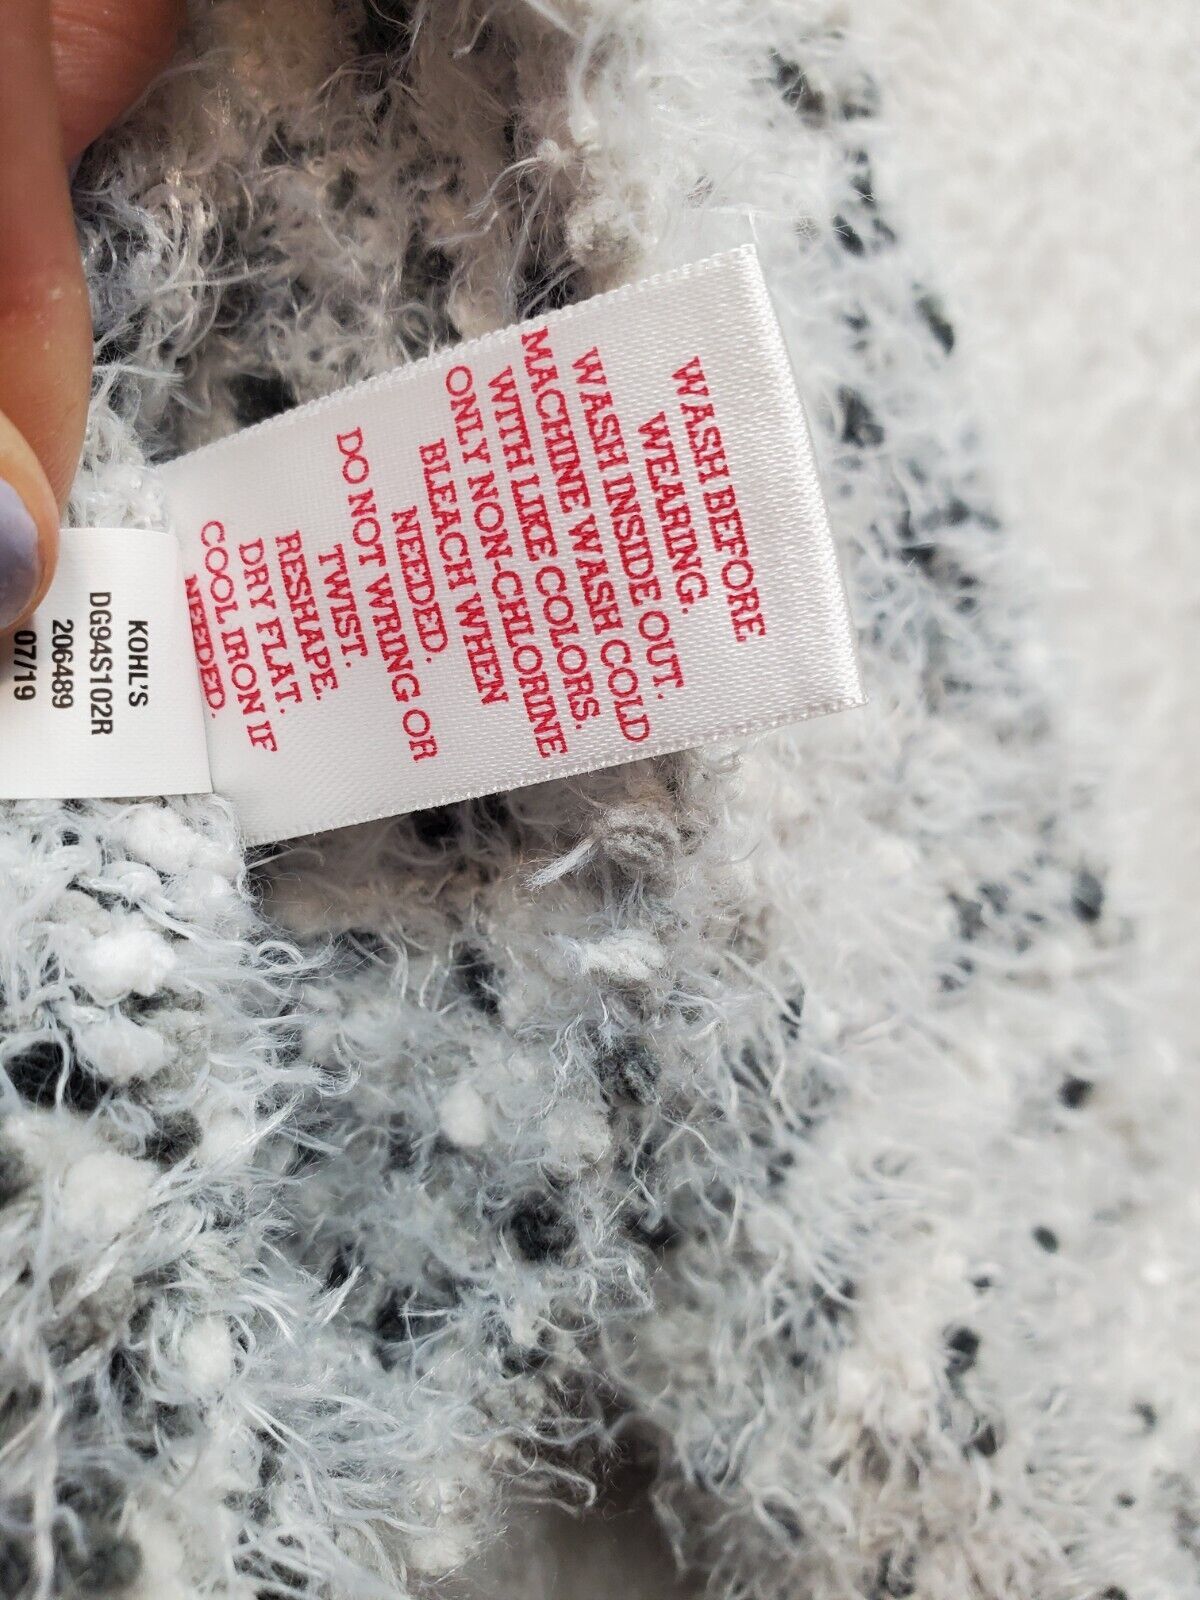 WASH BEFORE
WEARING.
WASH INSIDE OUT.
MACHINE WASH COLD
WITH LIKE COLORS.
ONLY NON-CHLORINE
BLEACH WHEN
NEEDED.
DO NOT WRING OR
TWIST.
RESHAPE.
DRY FLAT.
COOL IRON IF
NEEDED.
KOHL'S
DG94S102R
206489
07/19